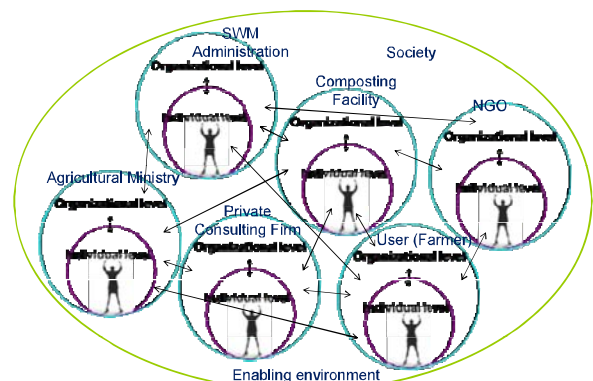 SWM
Administration
Society
Organizational level
Individual level
Composting
Facility
Organizational level
Individual level
NGO
Organizational level
Individual level
Agricultural Ministry
Organizational level
Individual level
Private
Consulting Firm
Organizational level
Individual level
User (Farmer)
Organizational level
Individual level
Enabling environment